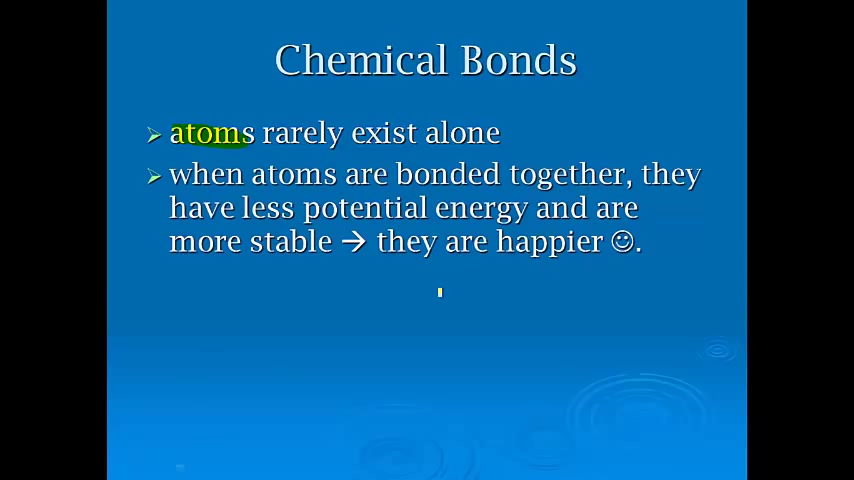 Chemical Bonds
atoms rarely exist alone
when atoms are bonded together, they
have less potential energy and are
more stable → they are happier ☺.